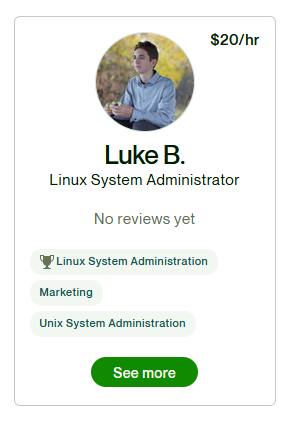 $20/hr
Luke B.
Linux System Administrator
No reviews yet
Linux System Administration
Marketing
Unix System Administration
See more